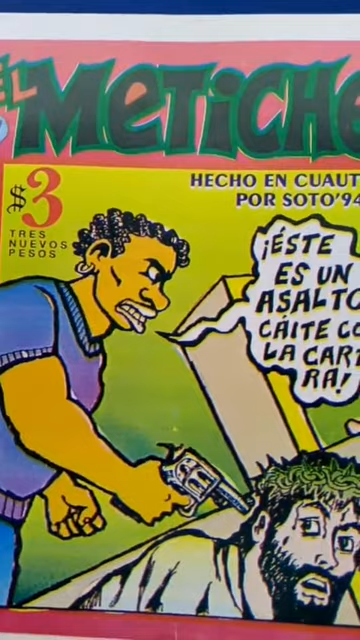 EL METICHE
$3
TRES
NUEVOS
PESOS
HECHO EN CUAUT
POR SOTO'94
¡ÉSTE
ES UN
ASALTO
CÁITE CO
LA CARTE
RA!